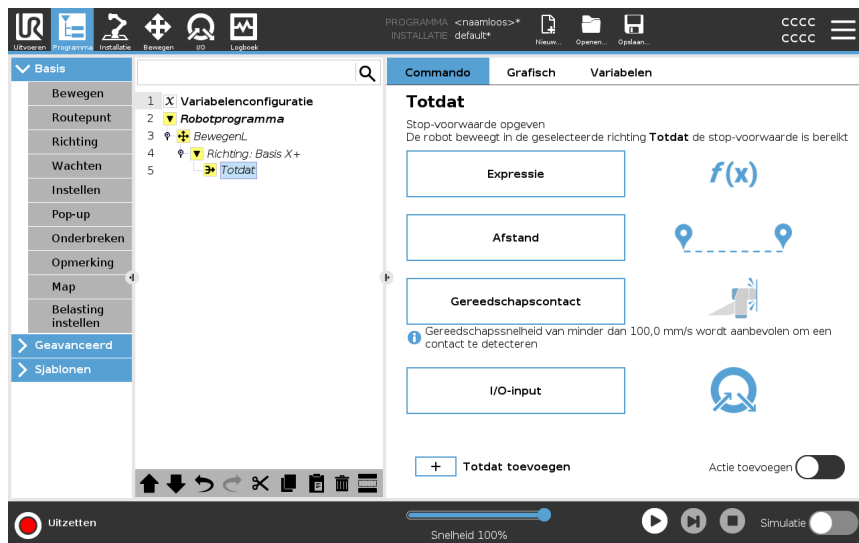 UR
PROGRAMMA <naamloos>*
INSTALLATIE default*
CCCC
CCCC
Uitvoeren Programma Installatie Bewegen I/O Logboek Nieuw... Openen... Opslaan...
Basis
Bewegen
Routepunt
Richting
Wachten
Instellen
Pop-up
Onderbreken
Opmerking
Map
Belasting
instellen
Geavanceerd
Sjablonen
1 X Variabelenconfiguratie
2 Robotprogramma
3 BewegenL
4 Richting: Basis X+
5 Totdat
Commando Grafisch Variabelen
Totdat
Stop-voorwaarde opgeven
De robot beweegt in de geselecteerde richting Totdat de stop-voorwaarde is bereikt
Expressie f(x)
Afstand
Gereedschapscontact
Gereedschapssnelheid van minder dan 100,0 mm/s wordt aanbevolen om een
contact te detecteren
I/O-input
+ Totdat toevoegen Actie toevoegen
Uitzetten
Snelheid 100%
Simulatie